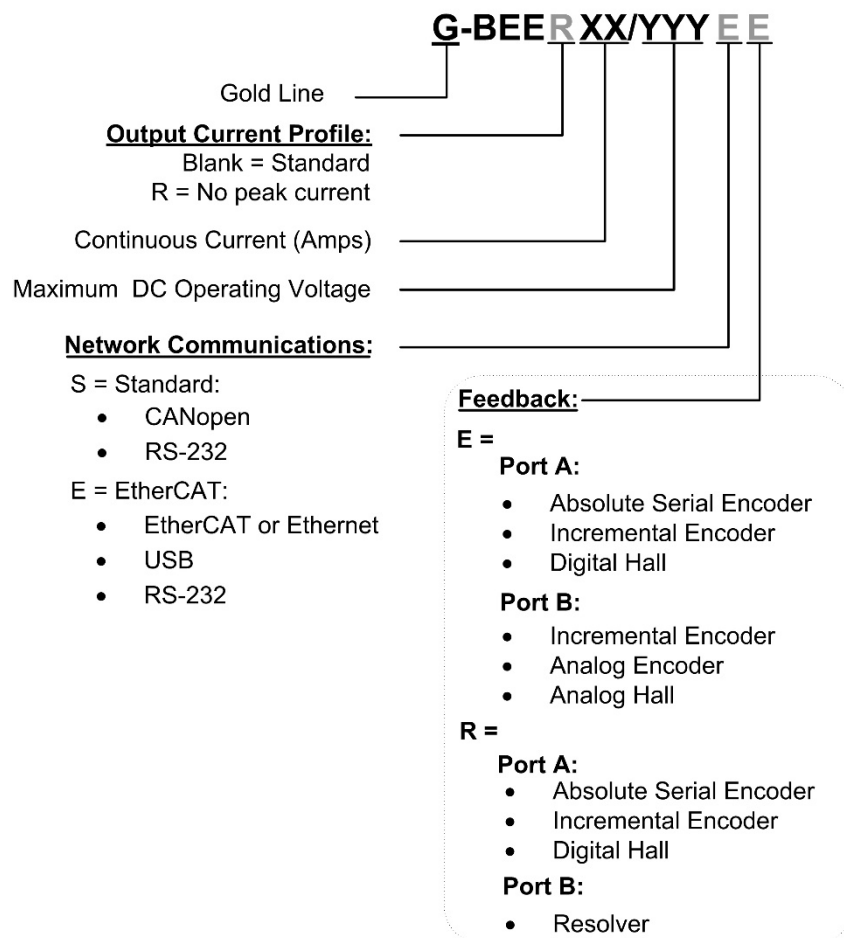 G-BEERXX/YYYEE
Gold Line
Output Current Profile:
Blank = Standard
R = No peak current
Continuous Current (Amps)
Maximum DC Operating Voltage
Network Communications:
S = Standard:
• CANopen
• RS-232
E = EtherCAT:
• EtherCAT or Ethernet
• USB
• RS-232
Feedback:
E =
Port A:
• Absolute Serial Encoder
• Incremental Encoder
• Digital Hall
Port B:
• Incremental Encoder
• Analog Encoder
• Analog Hall
R =
Port A:
• Absolute Serial Encoder
• Incremental Encoder
• Digital Hall
Port B:
• Resolver